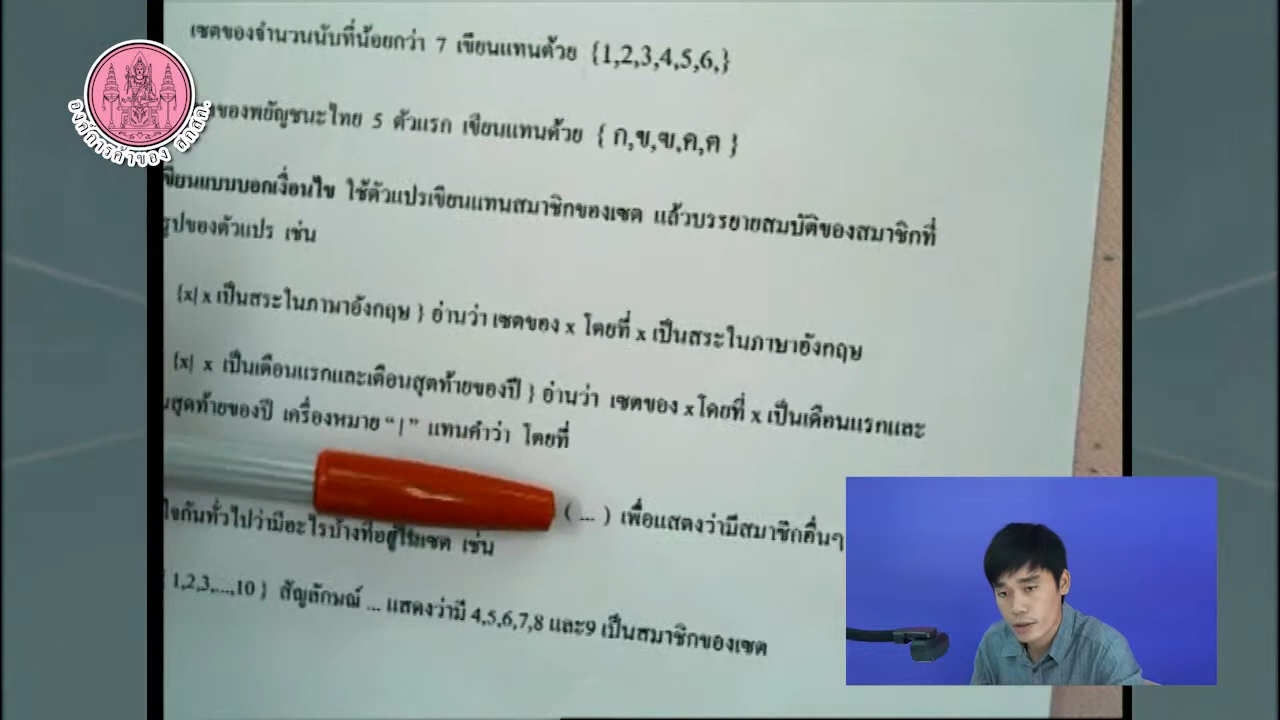 เซตของจำนวนนับที่น้อยกว่า 7 เขียนแทนด้วย {1,2,3,4,5,6,}
องค์การค้าของ สกสค.
ของพยัญชนะไทย 5 ตัวแรก เขียนแทนด้วย { ก,ข,ฃ,ค,ฅ }
เขียนแบบบอกเงื่อนไข ใช้ตัวแปรเขียนแทนสมาชิกของเซต แล้วบรรยายสมบัติของสมาชิกที่
รูปของตัวแปร เช่น
{x| x เป็นสระในภาษาอังกฤษ } อ่านว่า เซตของ x โดยที่ x เป็นสระในภาษาอังกฤษ
{x| x เป็นเดือนแรกและเดือนสุดท้ายของปี } อ่านว่า เซตของ x โดยที่ x เป็นเดือนแรกและ
นสุดท้ายของปี เครื่องหมาย “ | ” แทนคำว่า โดยที่
( ... ) เพื่อแสดงว่ามีสมาชิกอื่นๆ
ใจกันทั่วไปว่ามีอะไรบ้างที่อยู่ในเซต เช่น
{ 1,2,3,...,10 } สัญลักษณ์ ... แสดงว่ามี 4,5,6,7,8 และ9 เป็นสมาชิกของเซต